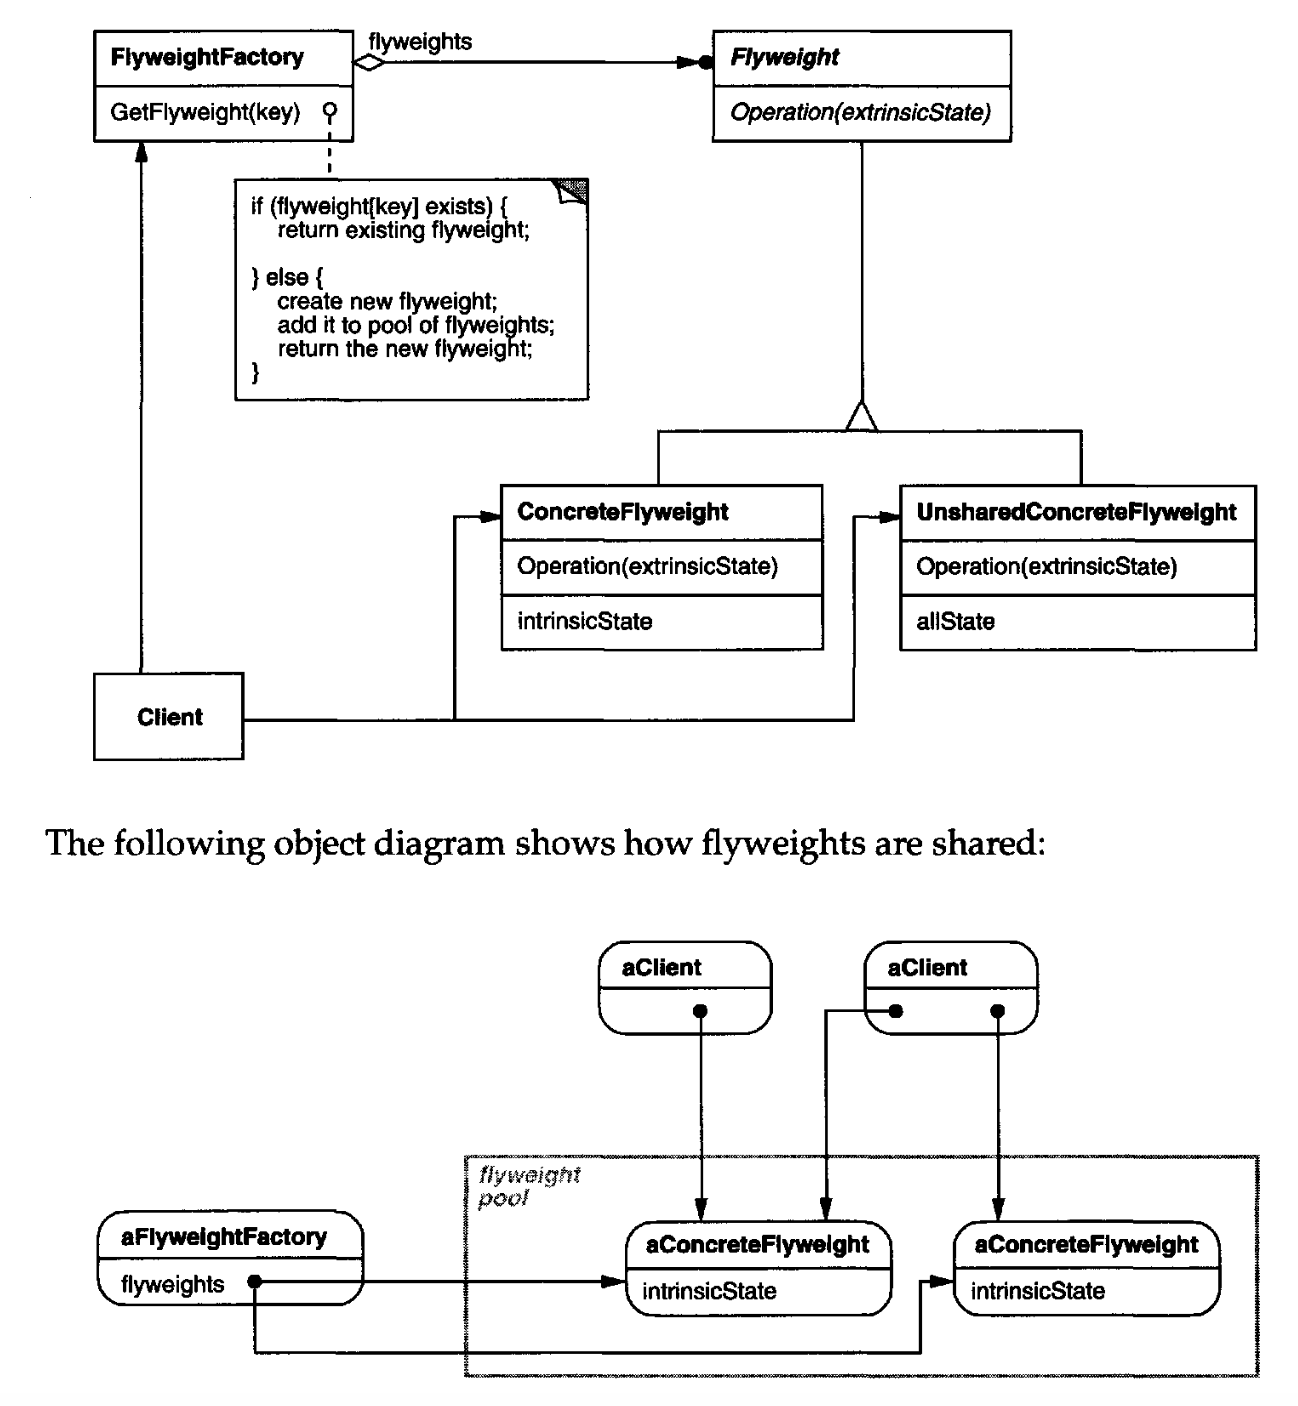 flyweights
FlyweightFactory
GetFlyweight(key)
Flyweight
Operation(extrinsicState)
if (flyweight[key] exists) {
return existing flyweight;
} else {
create new flyweight;
add it to pool of flyweights;
return the new flyweight;
}
ConcreteFlyweight
Operation(extrinsicState)
intrinsicState
UnsharedConcreteFlyweight
Operation(extrinsicState)
allState
Client
The following object diagram shows how flyweights are shared:
aClient
aClient
flyweight
pool
aFlyweightFactory
flyweights
aConcreteFlyweight
intrinsicState
aConcreteFlyweight
intrinsicState